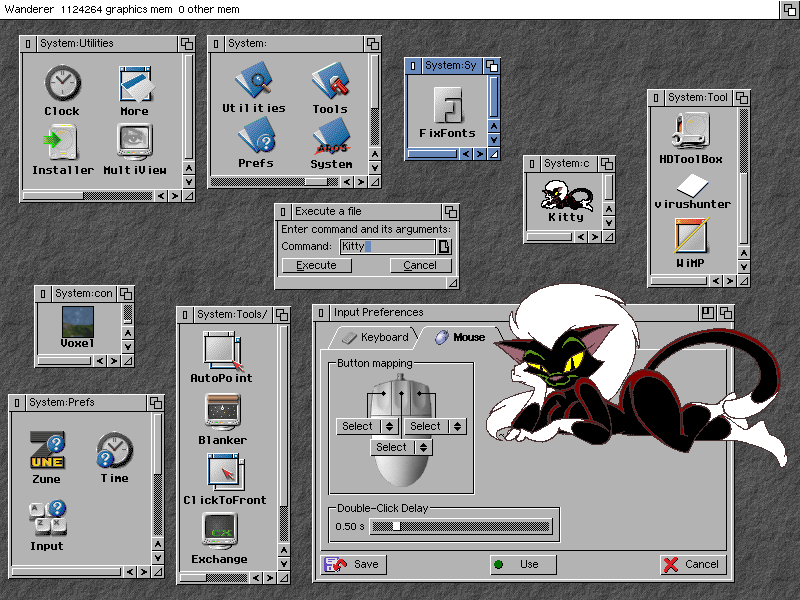 Wanderer 1124264 graphics mem 0 other mem
System:Utilities
Clock
More
Installer
MultiView
System:
Utilities
Tools
Prefs
AROS
System
System:Sy
FixFonts
System:c
Kitty
System:Tool
HDToolBox
virushunter
WiMP
Execute a file
Enter command and its arguments:
Command: Kitty
Execute
Cancel
System:con
Voxel
System:Tools/
AutoPoint
Blanker
ClickToFront
CX
Exchange
System:Prefs
ZUNE
Zune
Time
A
Z X
Input
Input Preferences
Keyboard
Mouse
Button mapping
Select
Select
Select
Double-Click Delay
0.50 s
Save
Use
Cancel